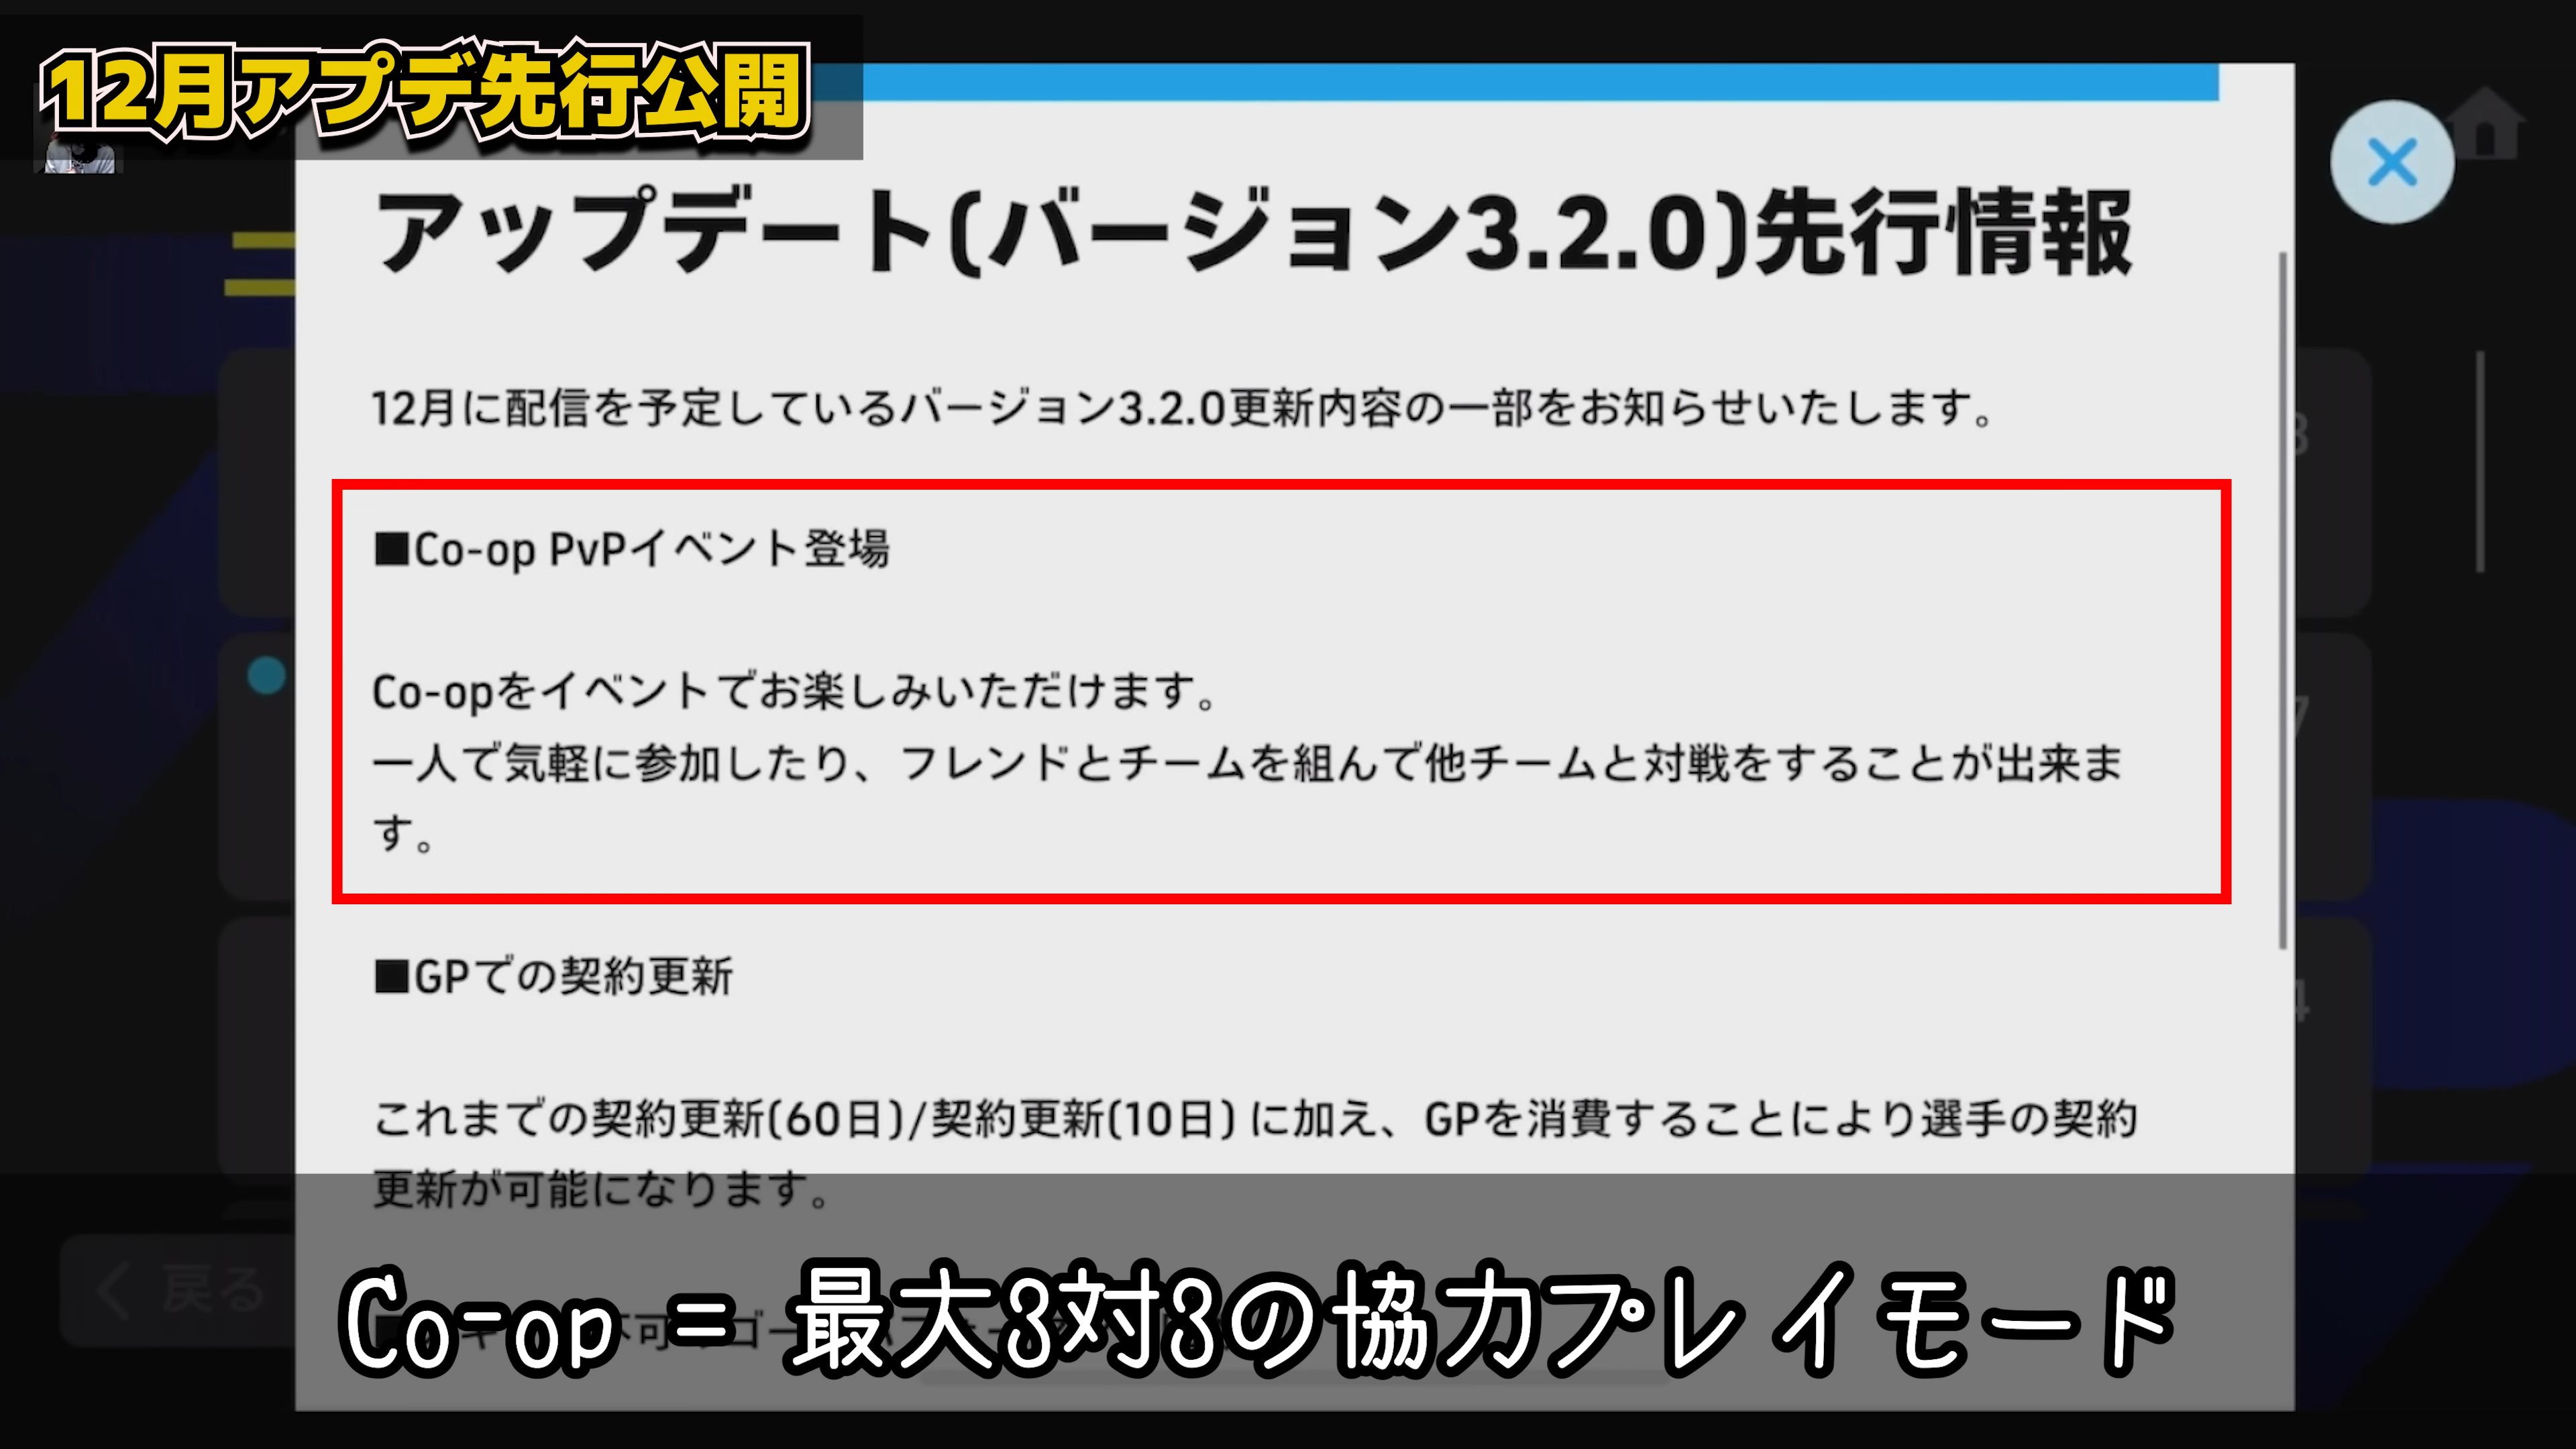 12月アプデ先行公開
アップデート(バージョン3.2.0)先行情報
12月に配信を予定しているバージョン3.2.0更新内容の一部をお知らせいたします。
■Co-op PvPイベント登場
Co-opをイベントでお楽しみいただけます。
一人で気軽に参加したり、フレンドとチームを組んで他チームと対戦をすることが出来ま
す。
■GPでの契約更新
これまでの契約更新(60日)/契約更新(10日) に加え、GPを消費することにより選手の契約
更新が可能になります。
戻る
Co-op = 最大3対3の協力プレイモード